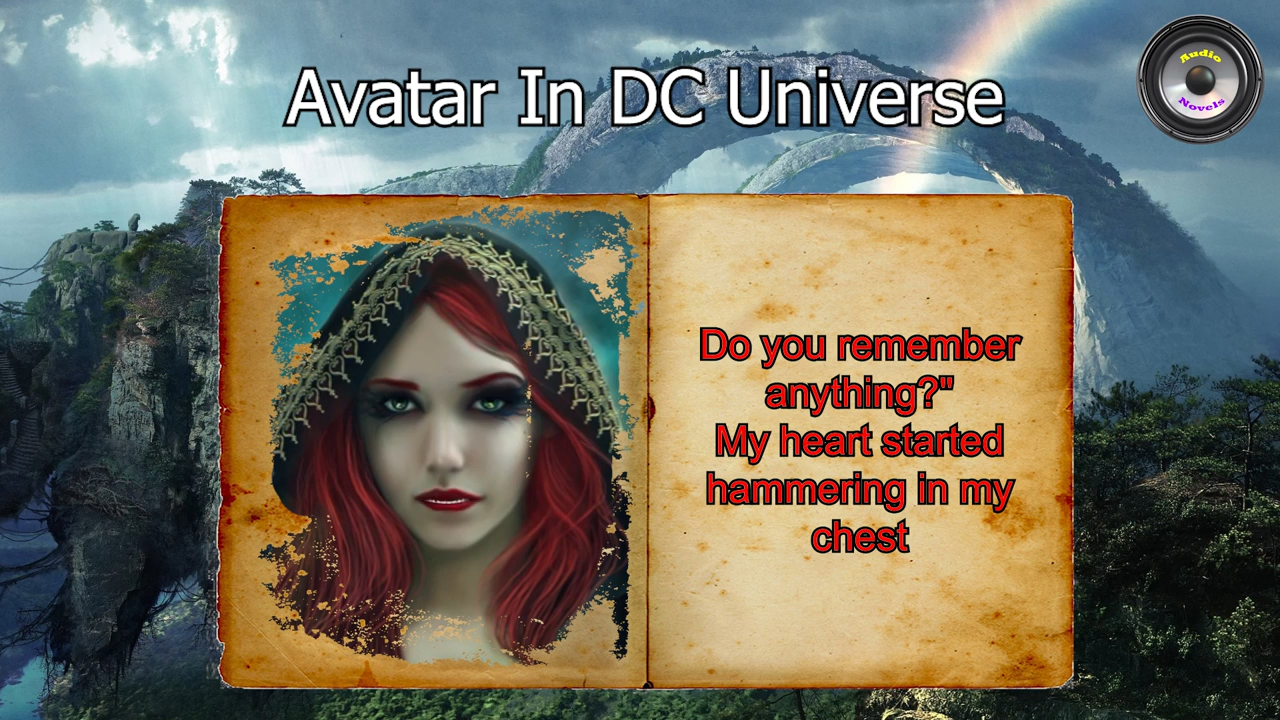 Avatar In DC Universe
Audio
Novels
Do you remember
anything?"
My heart started
hammering in my
chest